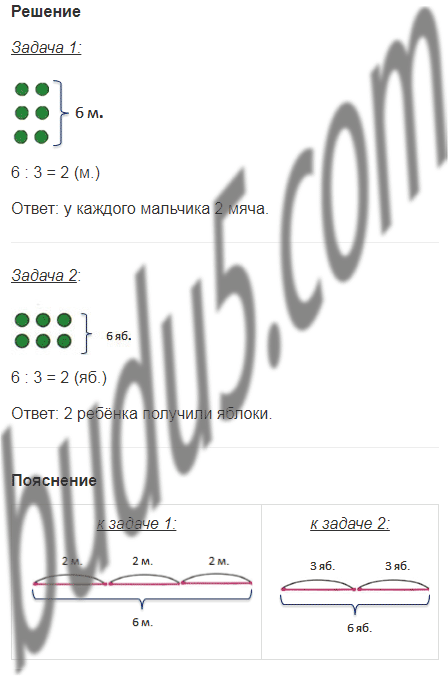 Решение
Задача 1:
6 м.
6 : 3 = 2 (м.)
Ответ: у каждого мальчика 2 мяча.
Задача 2:
6 яб.
6 : 3 = 2 (яб.)
Ответ: 2 ребёнка получили яблоки.
Пояснение
к задаче 1:
2 м. 2 м. 2 м.
6 м.
к задаче 2:
3 яб. 3 яб.
6 яб.
pudu5.com